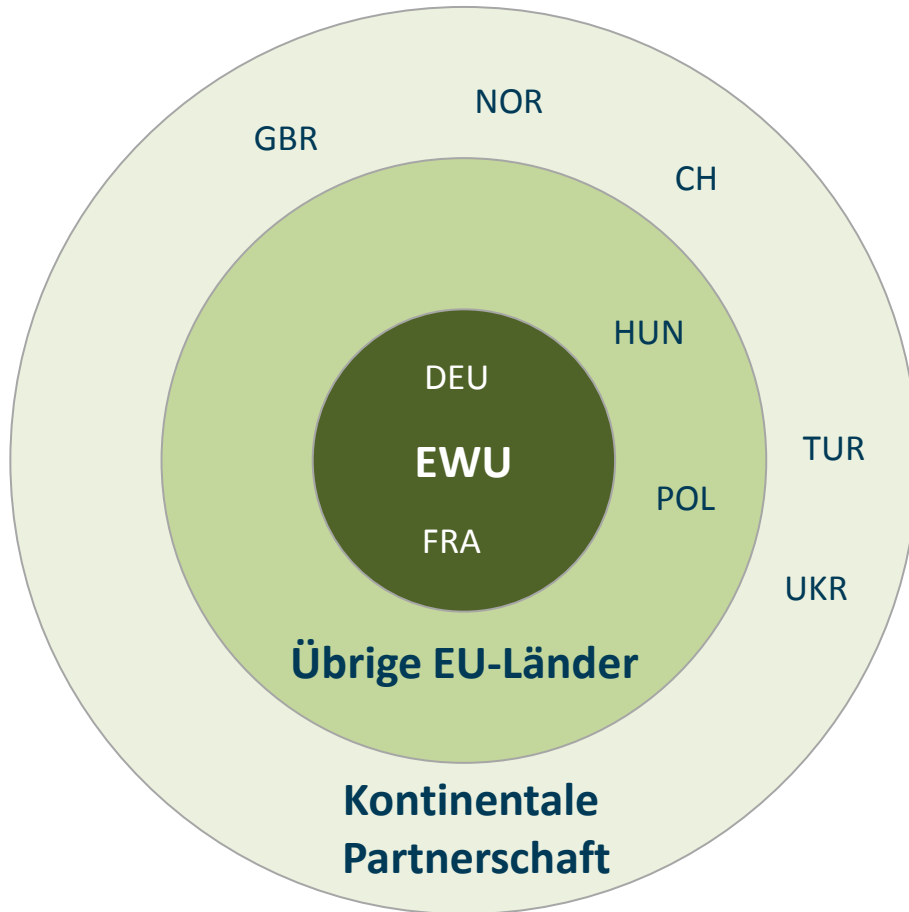 NOR
GBR
CH
HUN
DEU
TUR
EWU
POL
FRA
UKR
Übrige EU-Länder
Kontinentale
Partnerschaft